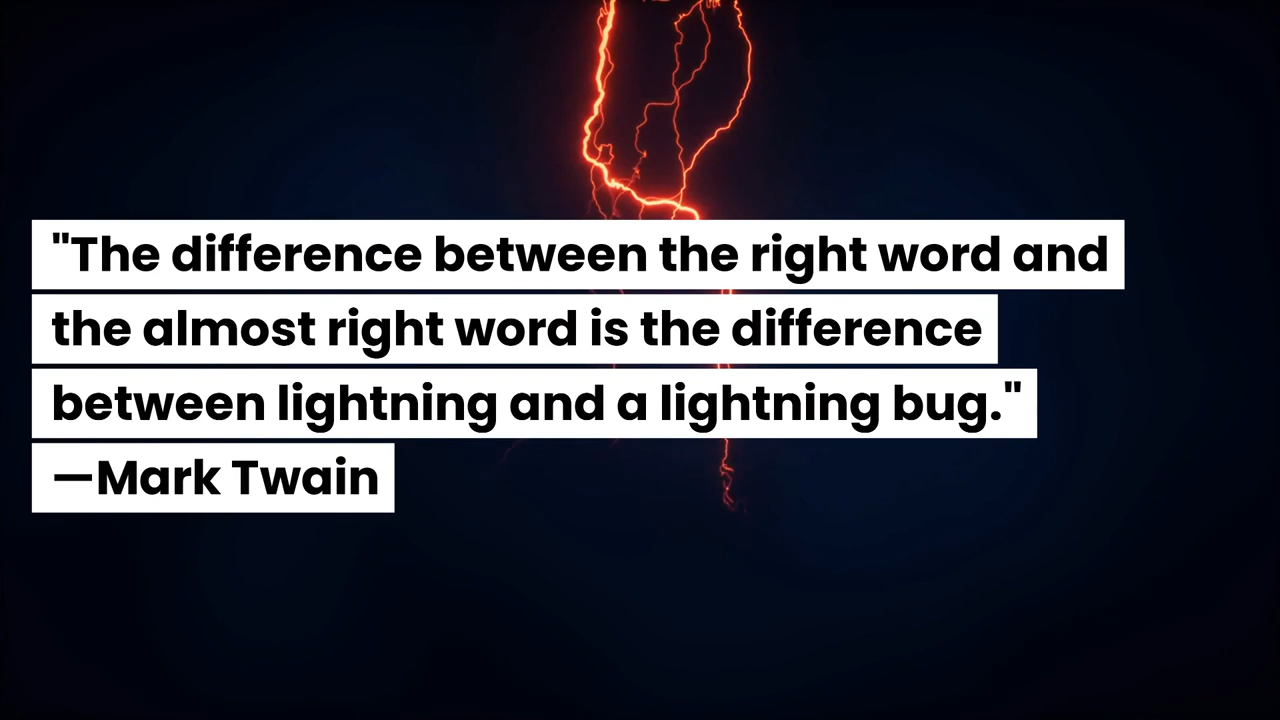 "The difference between the right word and
the almost right word is the difference
between lightning and a lightning bug."
—Mark Twain